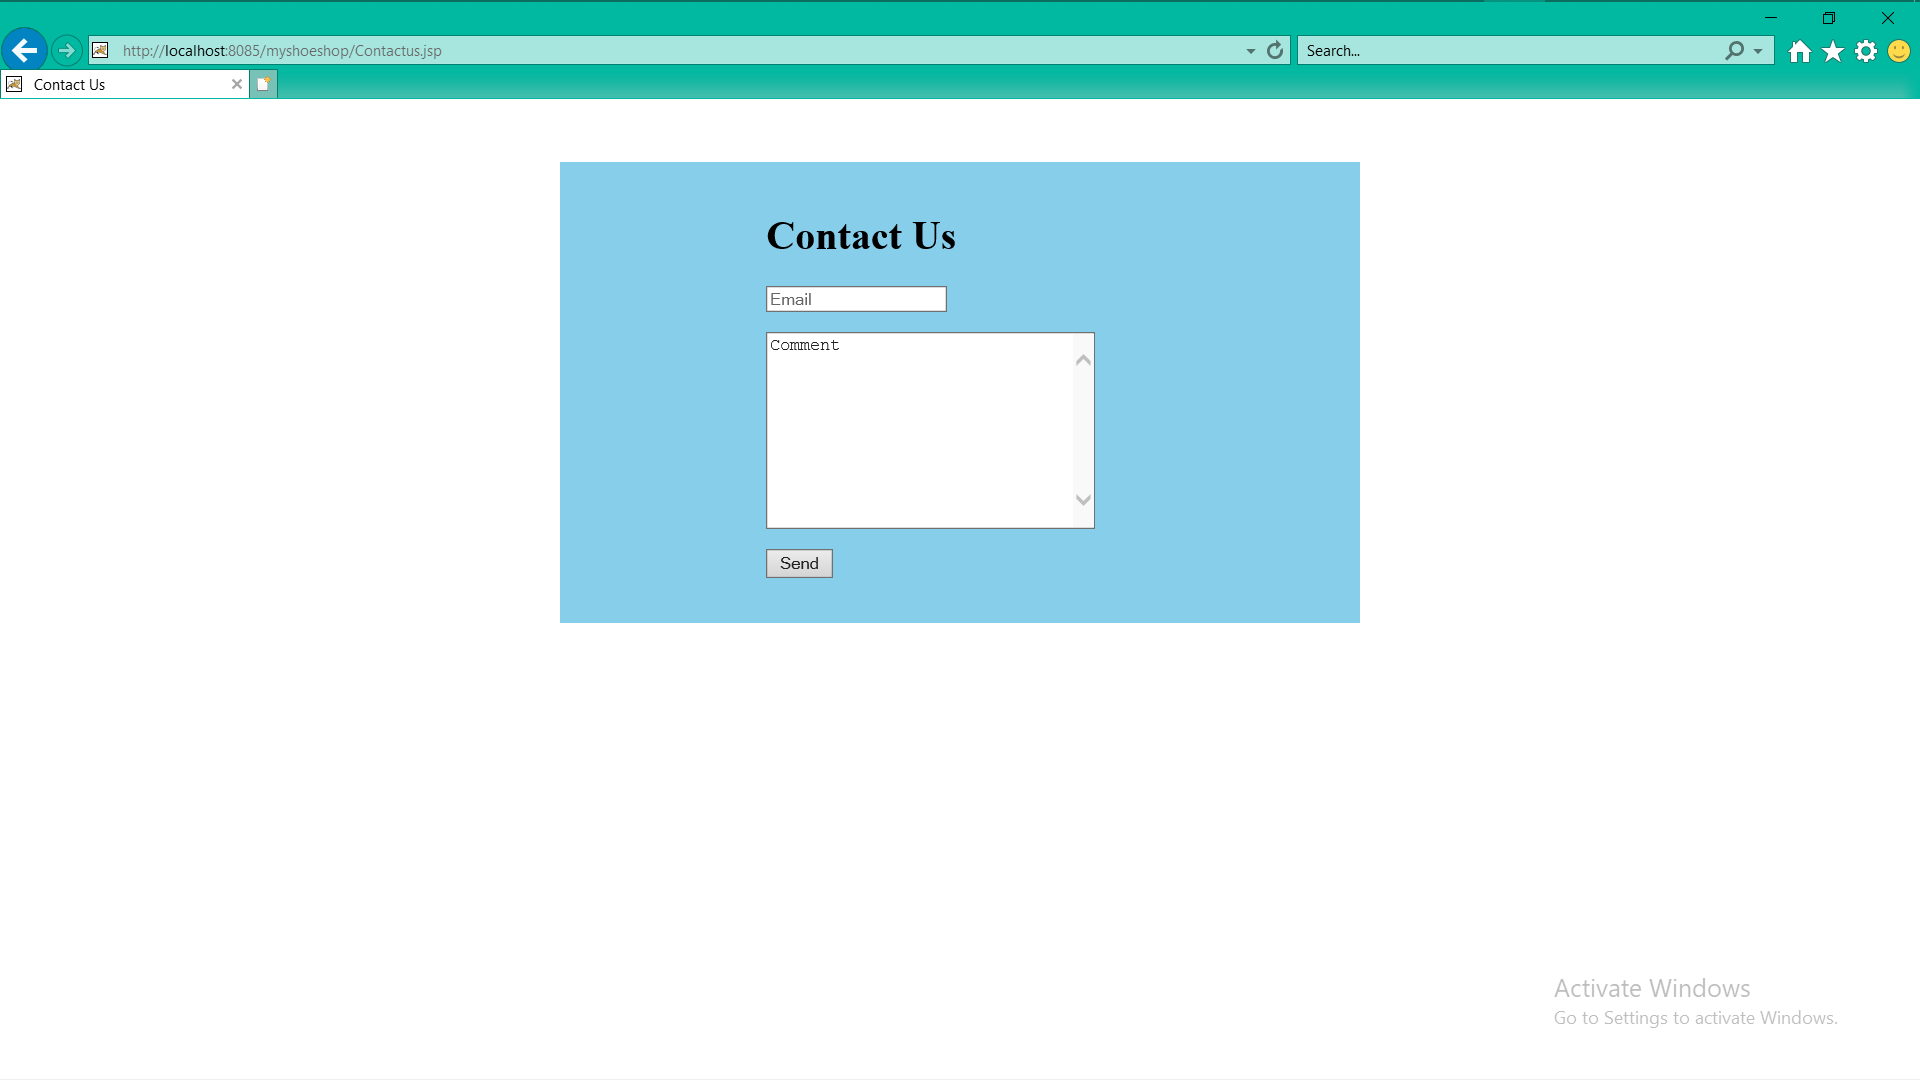 http://localhost:8085/myshoeshop/Contactus.jsp
Search...
Contact Us
Contact Us
Email
Comment
Send
Activate Windows
Go to Settings to activate Windows.